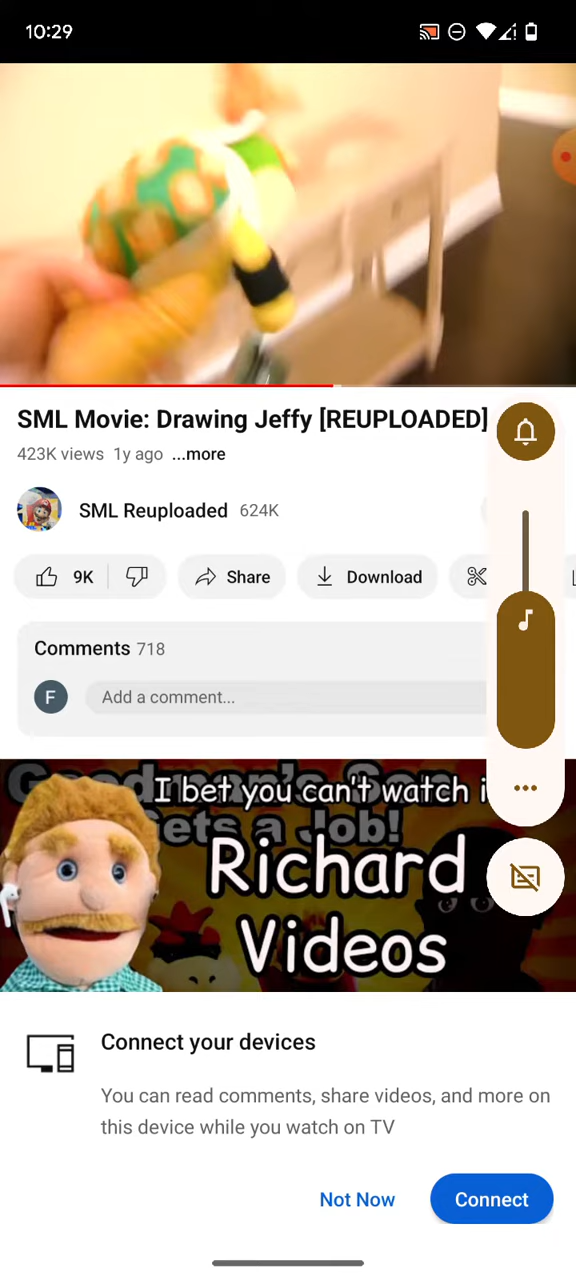 10:29
SML Movie: Drawing Jeffy [REUPLOADED]
423K views 1y ago ...more
SML Reuploaded 624K
9K Share Download
Comments 718
F Add a comment...
I bet you can't watch i
Gets a Job!
Richard
Videos
Connect your devices
You can read comments, share videos, and more on
this device while you watch on TV
Not Now Connect